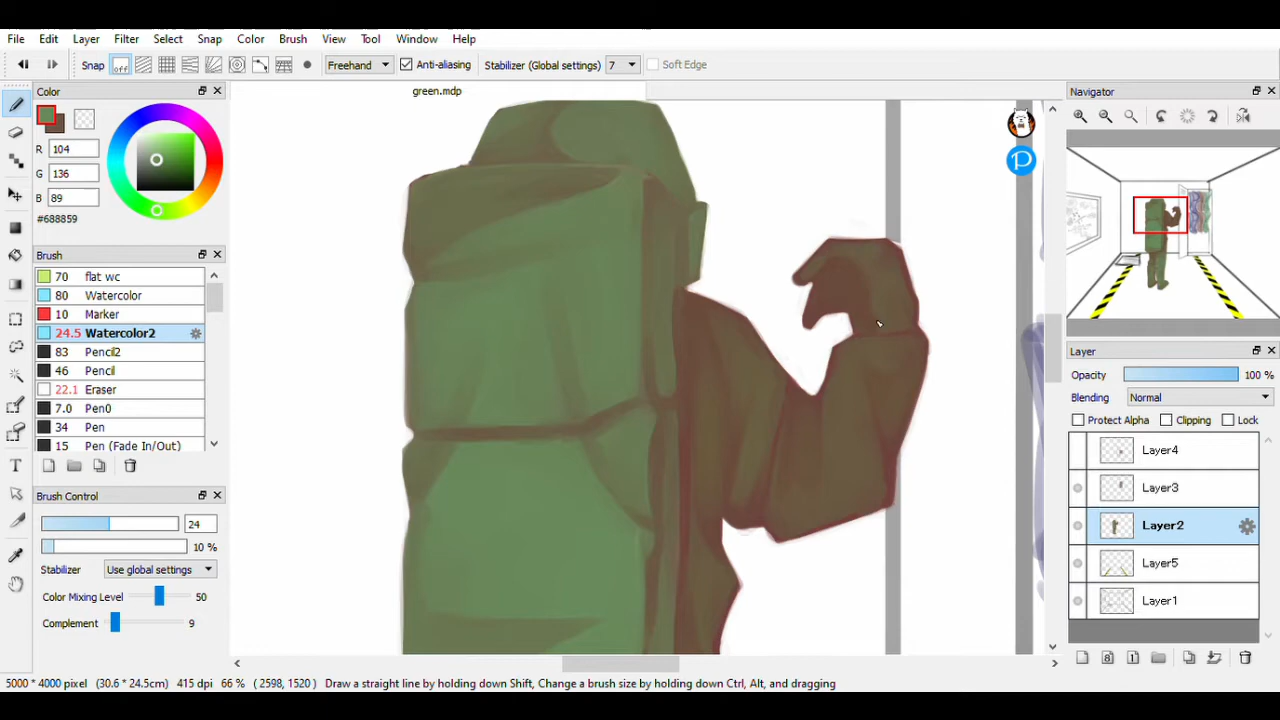 File Edit Layer Filter Select Snap Color Brush View Tool Window Help
Snap off Freehand Anti-aliasing Stabilizer (Global settings) 7 Soft Edge
Color
green.mdp
Navigator
R 104
G 136
B 89
#688859
Brush
70 flat wc
80 Watercolor
10 Marker
24.5 Watercolor2
83 Pencil2
46 Pencil
22.1 Eraser
7.0 Pen0
34 Pen
15 Pen (Fade In/Out)
Brush Control
24
10 %
Stabilizer Use global settings
Color Mixing Level 50
Complement 9
Layer
Opacity 100 %
Blending Normal
Protect Alpha Clipping Lock
Layer4
Layer3
Layer2
Layer5
Layer1
5000 * 4000 pixel (30.6 * 24.5cm) 415 dpi 66 % ( 2598, 1520 ) Draw a straight line by holding down Shift, Change a brush size by holding down Ctrl, Alt, and dragging